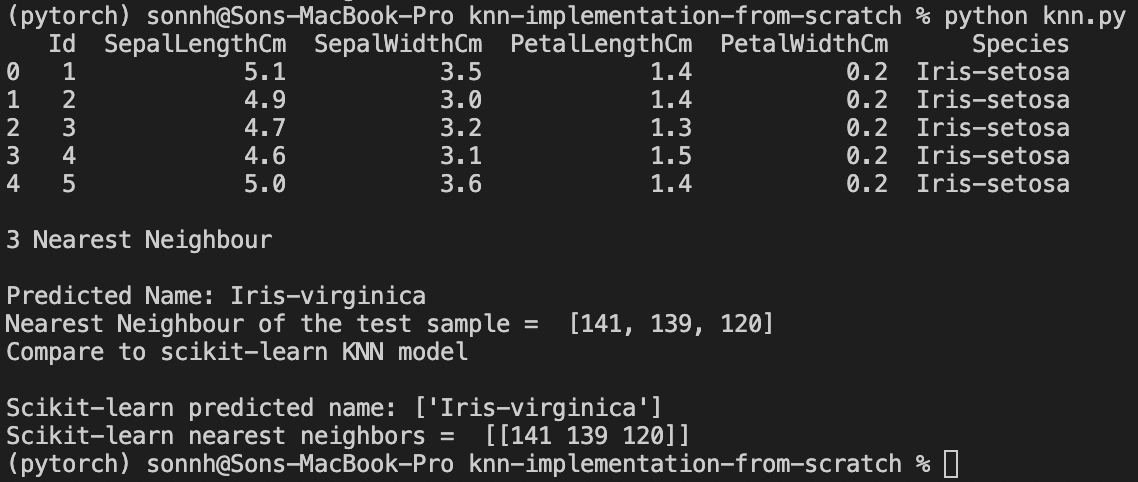 (pytorch) sonnh@Sons-MacBook-Pro knn-implementation-from-scratch % python knn.py
   Id  SepalLengthCm  SepalWidthCm  PetalLengthCm  PetalWidthCm      Species
0   1            5.1           3.5            1.4           0.2  Iris-setosa
1   2            4.9           3.0            1.4           0.2  Iris-setosa
2   3            4.7           3.2            1.3           0.2  Iris-setosa
3   4            4.6           3.1            1.5           0.2  Iris-setosa
4   5            5.0           3.6            1.4           0.2  Iris-setosa

3 Nearest Neighbour

Predicted Name: Iris-virginica
Nearest Neighbour of the test sample =  [141, 139, 120]
Compare to scikit-learn KNN model

Scikit-learn predicted name: ['Iris-virginica']
Scikit-learn nearest neighbors =  [[141 139 120]]
(pytorch) sonnh@Sons-MacBook-Pro knn-implementation-from-scratch %